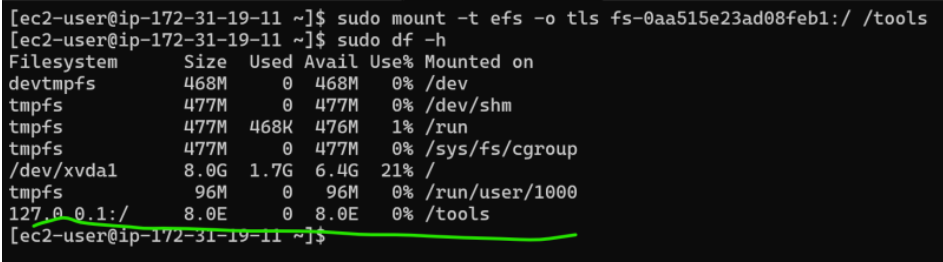 [ec2-user@ip-172-31-19-11 ~]$ sudo mount -t efs -o tls fs-0aa515e23ad08feb1:/ /tools
[ec2-user@ip-172-31-19-11 ~]$ sudo df -h
Filesystem      Size  Used Avail Use% Mounted on
devtmpfs        468M     0  468M   0% /dev
tmpfs           477M     0  477M   0% /dev/shm
tmpfs           477M  468K  476M   1% /run
tmpfs           477M     0  477M   0% /sys/fs/cgroup
/dev/xvda1      8.0G  1.7G  6.4G  21% /
tmpfs            96M     0   96M   0% /run/user/1000
127.0.0.1:/     8.0E     0  8.0E   0% /tools
[ec2-user@ip-172-31-19-11 ~]$